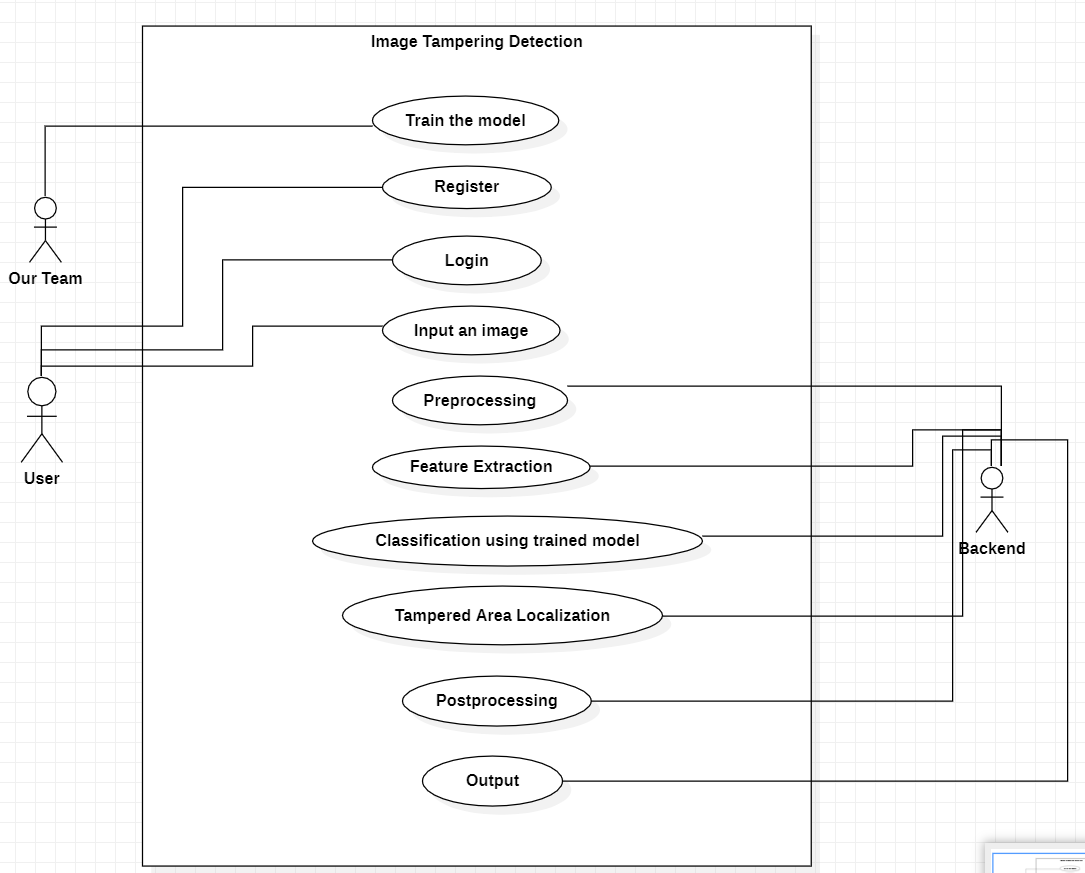 Image Tampering Detection
Train the model
Register
Our Team
Login
Input an image
Preprocessing
User
Feature Extraction
Classification using trained model
Backend
Tampered Area Localization
Postprocessing
Output